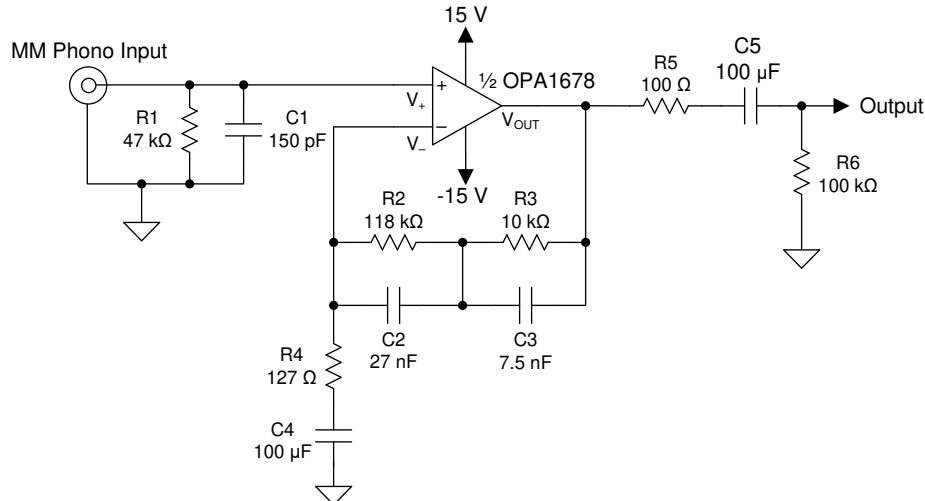 15 V
MM Phono Input
C5
100 µF
R5
100 Ω
½ OPA1678
+
V+
VOUT
Output
R1
47 kΩ
C1
150 pF
–
V–
R6
100 kΩ
-15 V
R2
118 kΩ
R3
10 kΩ
C2
27 nF
C3
7.5 nF
R4
127 Ω
C4
100 µF